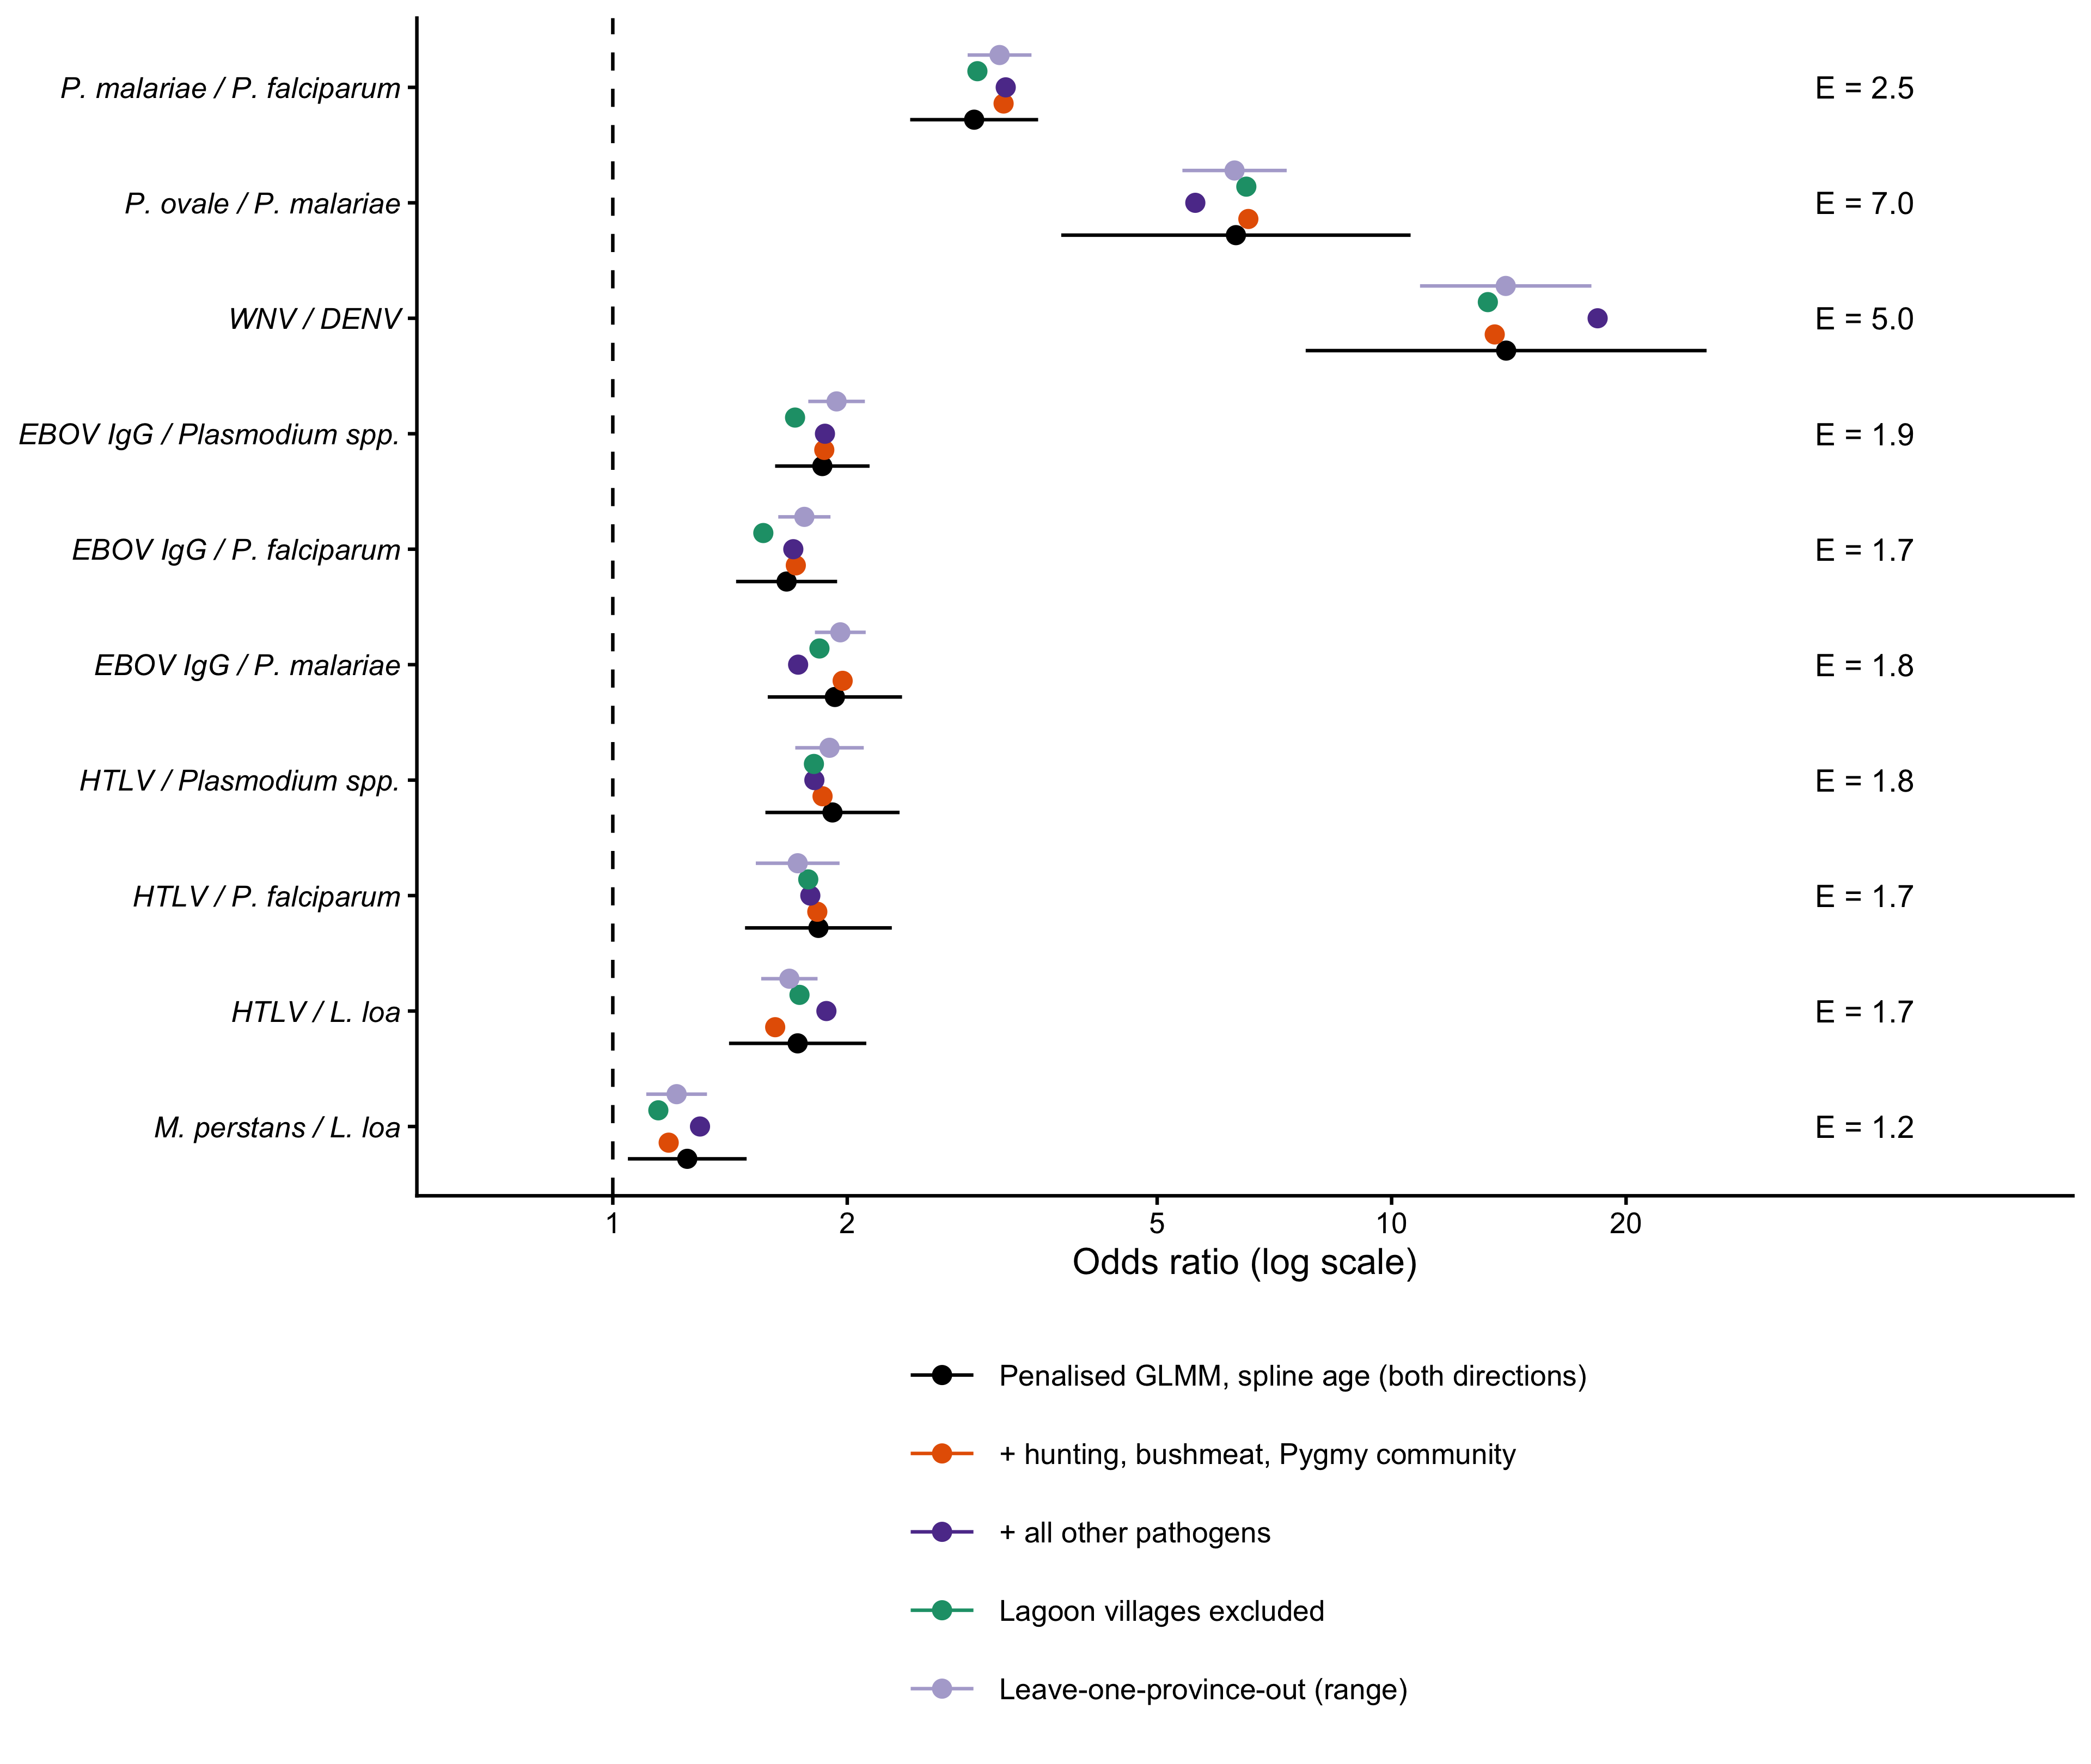 P. malariae / P. falciparum E = 2.5
P. ovale / P. malariae E = 7.0
WNV / DENV E = 5.0
EBOV IgG / Plasmodium spp. E = 1.9
EBOV IgG / P. falciparum E = 1.7
EBOV IgG / P. malariae E = 1.8
HTLV / Plasmodium spp. E = 1.8
HTLV / P. falciparum E = 1.7
HTLV / L. loa E = 1.7
M. perstans / L. loa E = 1.2
1 2 5 10 20
Odds ratio (log scale)
Penalised GLMM, spline age (both directions)
+ hunting, bushmeat, Pygmy community
+ all other pathogens
Lagoon villages excluded
Leave-one-province-out (range)